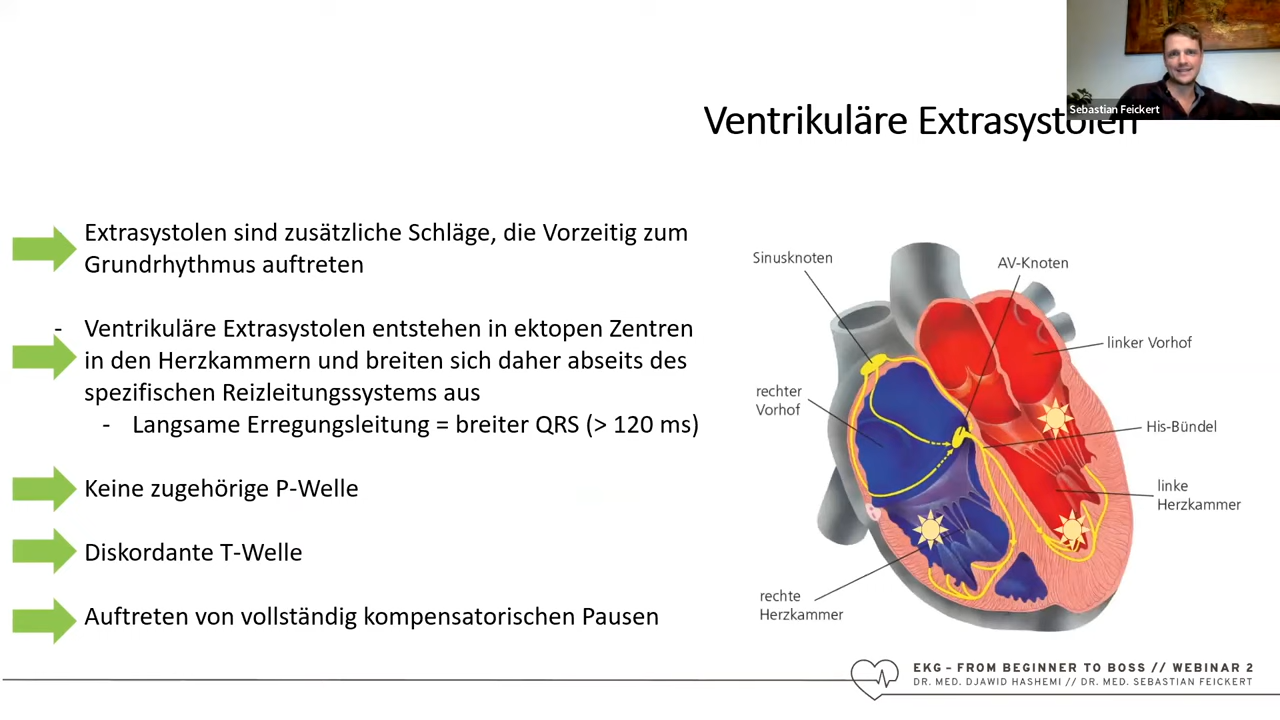 Sebastian Feickert
Ventrikuläre Extrasystolen
Extrasystolen sind zusätzliche Schläge, die Vorzeitig zum
Grundrhythmus auftreten
- Ventrikuläre Extrasystolen entstehen in ektopen Zentren
in den Herzkammern und breiten sich daher abseits des
spezifischen Reizleitungssystems aus
- Langsame Erregungsleitung = breiter QRS (> 120 ms)
Keine zugehörige P-Welle
Diskordante T-Welle
Auftreten von vollständig kompensatorischen Pausen
Sinusknoten
AV-Knoten
linker Vorhof
rechter
Vorhof
His-Bündel
linke
Herzkammer
rechte
Herzkammer
EKG – FROM BEGINNER TO BOSS // WEBINAR 2
DR. MED. DJAWID HASHEMI // DR. MED. SEBASTIAN FEICKERT